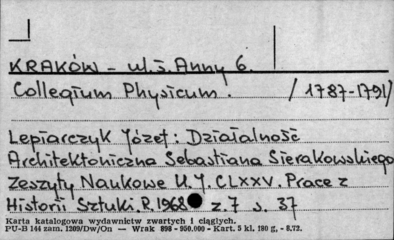 KRAKÓW - ul. Ś. Anny 6.
Collegium Physicum. /1787-1791/
Lepiarczyk Józef: Działalność
Architektoniczna Sebastiana Sierakowskiego
Zeszyty Naukowe U.J. CLXXV. Prace z
Historii Sztuki. R. 1968 z. 7 s. 37
Karta katalogowa wydawnictw zwartych i ciągłych.
PU-B 144 zam. 1209/Dw/On — Wrak 898 - 950.000 - Kart. 5 kl. 180 g, - 8.72.